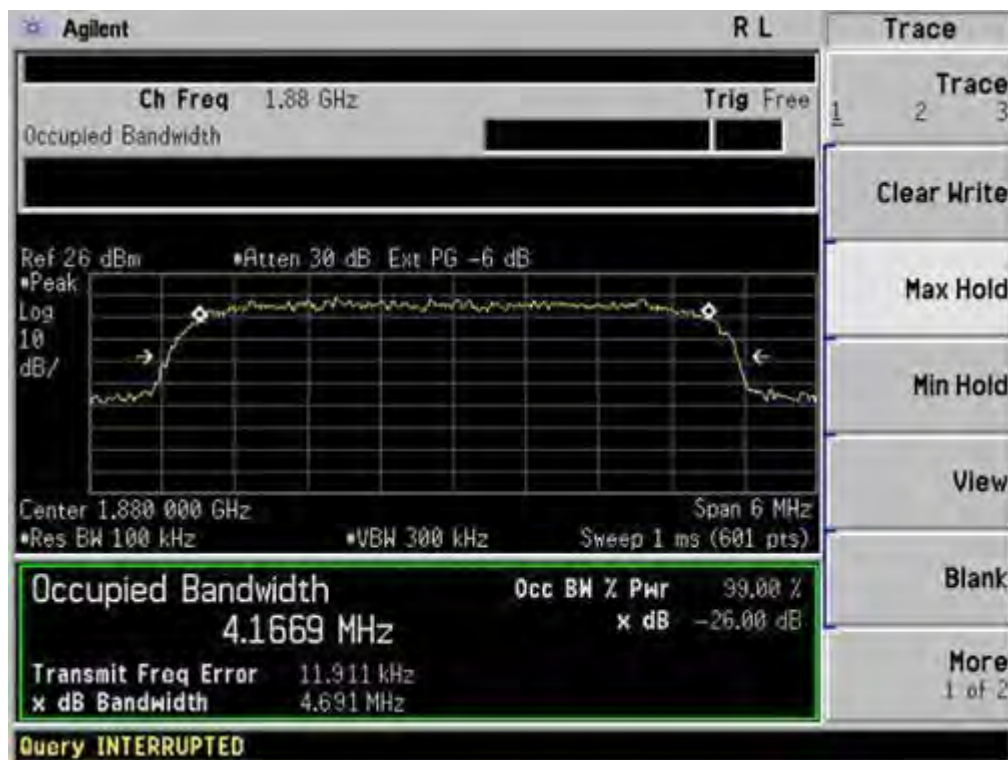 Agilent R L Trace
Ch Freq 1.88 GHz Trig Free
Occupied Bandwidth
Trace
1 2 3
Clear Write
Max Hold
Min Hold
View
Blank
More
1 of 2
Ref 26 dBm •Atten 30 dB Ext PG -6 dB
•Peak
Log
10
dB/
Center 1.880 000 GHz Span 6 MHz
•Res BW 100 kHz •VBW 300 kHz Sweep 1 ms (601 pts)
Occupied Bandwidth Occ BW % Pwr 99.00 %
4.1669 MHz x dB -26.00 dB
Transmit Freq Error 11.911 kHz
x dB Bandwidth 4.691 MHz
Query INTERRUPTED